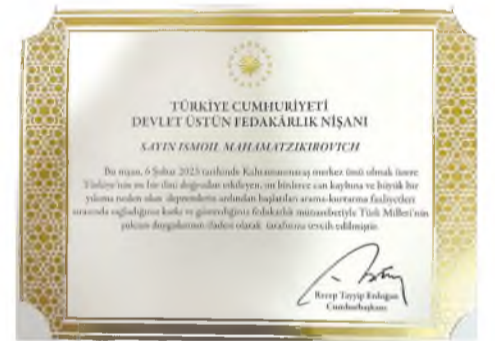 TÜRKİYE CUMHURİYETİ
DEVLET ÜSTÜN FEDAKÂRLIK NİŞANI
SAYIN ISMOIL MAHAMATZIKIROVICH
Bu nişan, 6 Şubat 2023 tarihinde Kahramanmaraş merkez üssü olmak üzere
Türkiye'nin on bir ilini doğrudan etkileyen, on binlerce can kaybına ve büyük bir
yıkıma neden olan depremlerin ardından başlatılan arama-kurtarma faaliyetleri
sırasında sağladığınız katkı ve gösterdiğiniz fedakârlık münasebetiyle Türk Milleti'nin
şükran duygularının ifadesi olarak tarafınıza tevcih edilmiştir.
Recep Tayyip Erdoğan
Cumhurbaşkanı